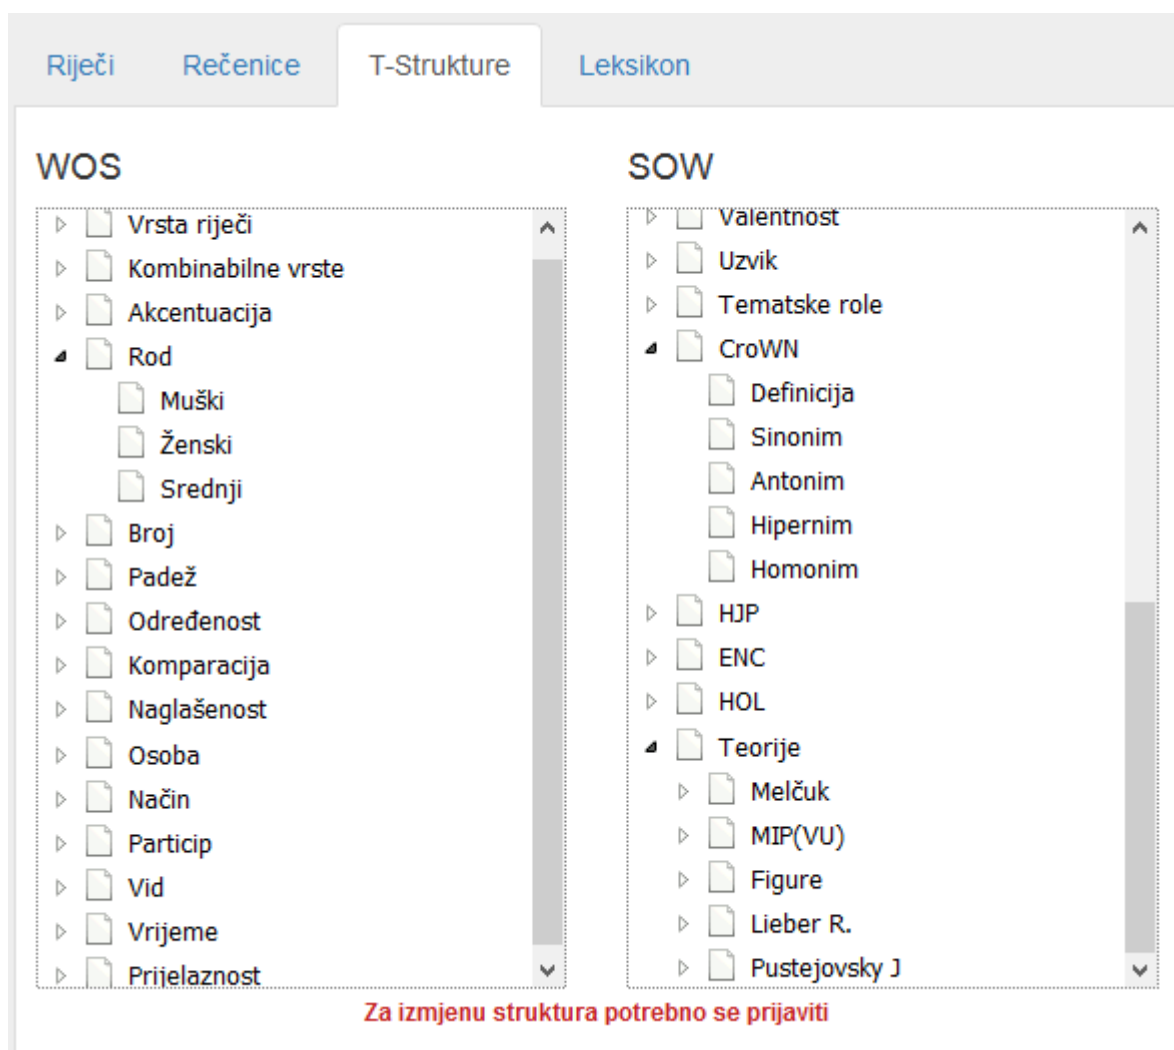 Riječi Rečenice T-Strukture Leksikon
WOS
Vrsta riječi
Kombinabilne vrste
Akcentuacija
Rod
Muški
Ženski
Srednji
Broj
Padež
Određenost
Komparacija
Naglašenost
Osoba
Način
Particip
Vid
Vrijeme
Prijelaznost
SOW
Valentnost
Uzvik
Tematske role
CroWN
Definicija
Sinonim
Antonim
Hipernim
Homonim
HJP
ENC
HOL
Teorije
Melčuk
MIP(VU)
Figure
Lieber R.
Pustejovsky J
Za izmjenu struktura potrebno se prijaviti